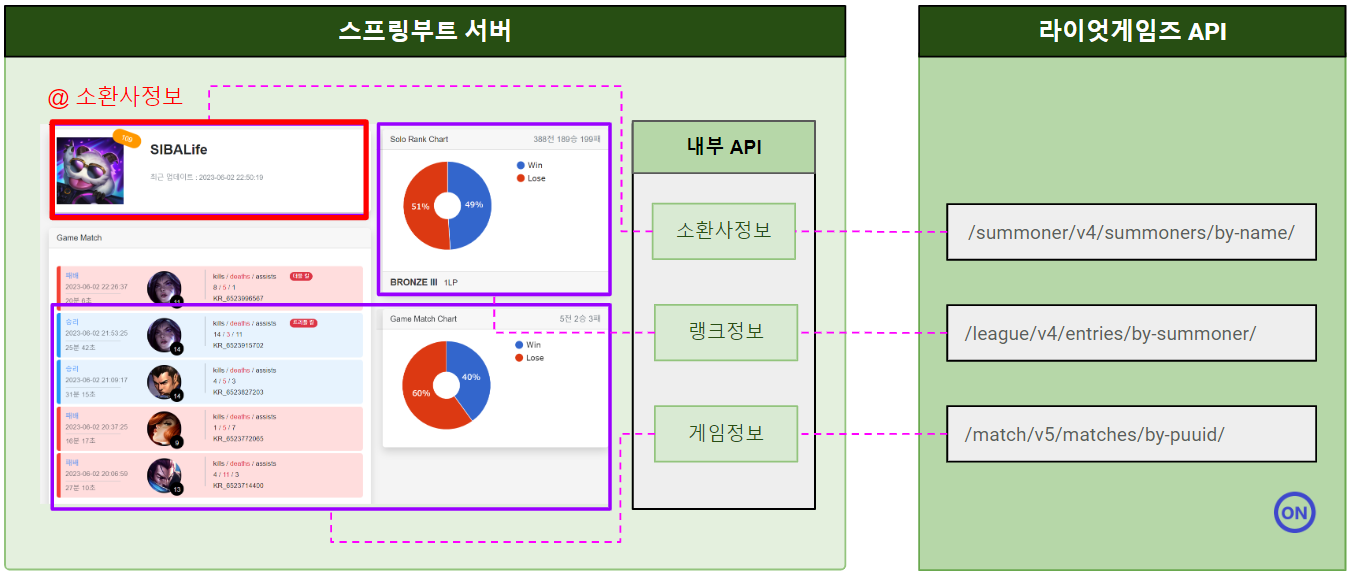 스프링부트 서버
라이엇게임즈 API
@ 소환사정보
109
SIBALife
최근 업데이트 : 2023-06-02 22:50:19
Solo Rank Chart
388전 189승 199패
Win
Lose
51%
49%
BRONZE III 1LP
내부 API
소환사정보
랭크정보
게임정보
/summoner/v4/summoners/by-name/
/league/v4/entries/by-summoner/
/match/v5/matches/by-puuid/
ON
Game Match
패배
2023-06-02 22:26:37
20분 6초
11
kills / deaths / assists
더블 킬
8 / 5 / 1
KR_6523996567
승리
2023-06-02 21:53:25
25분 42초
14
kills / deaths / assists
트리플 킬
14 / 5 / 11
KR_6523915702
승리
2023-06-02 21:09:17
31분 15초
14
kills / deaths / assists
4 / 5 / 3
KR_6523827203
패배
2023-06-02 20:37:25
16분 17초
9
kills / deaths / assists
1 / 5 / 7
KR_6523772065
패배
2023-06-02 20:06:59
27분 10초
13
kills / deaths / assists
4 / 11 / 3
KR_6523714400
Game Match Chart
5전 2승 3패
Win
Lose
40%
60%